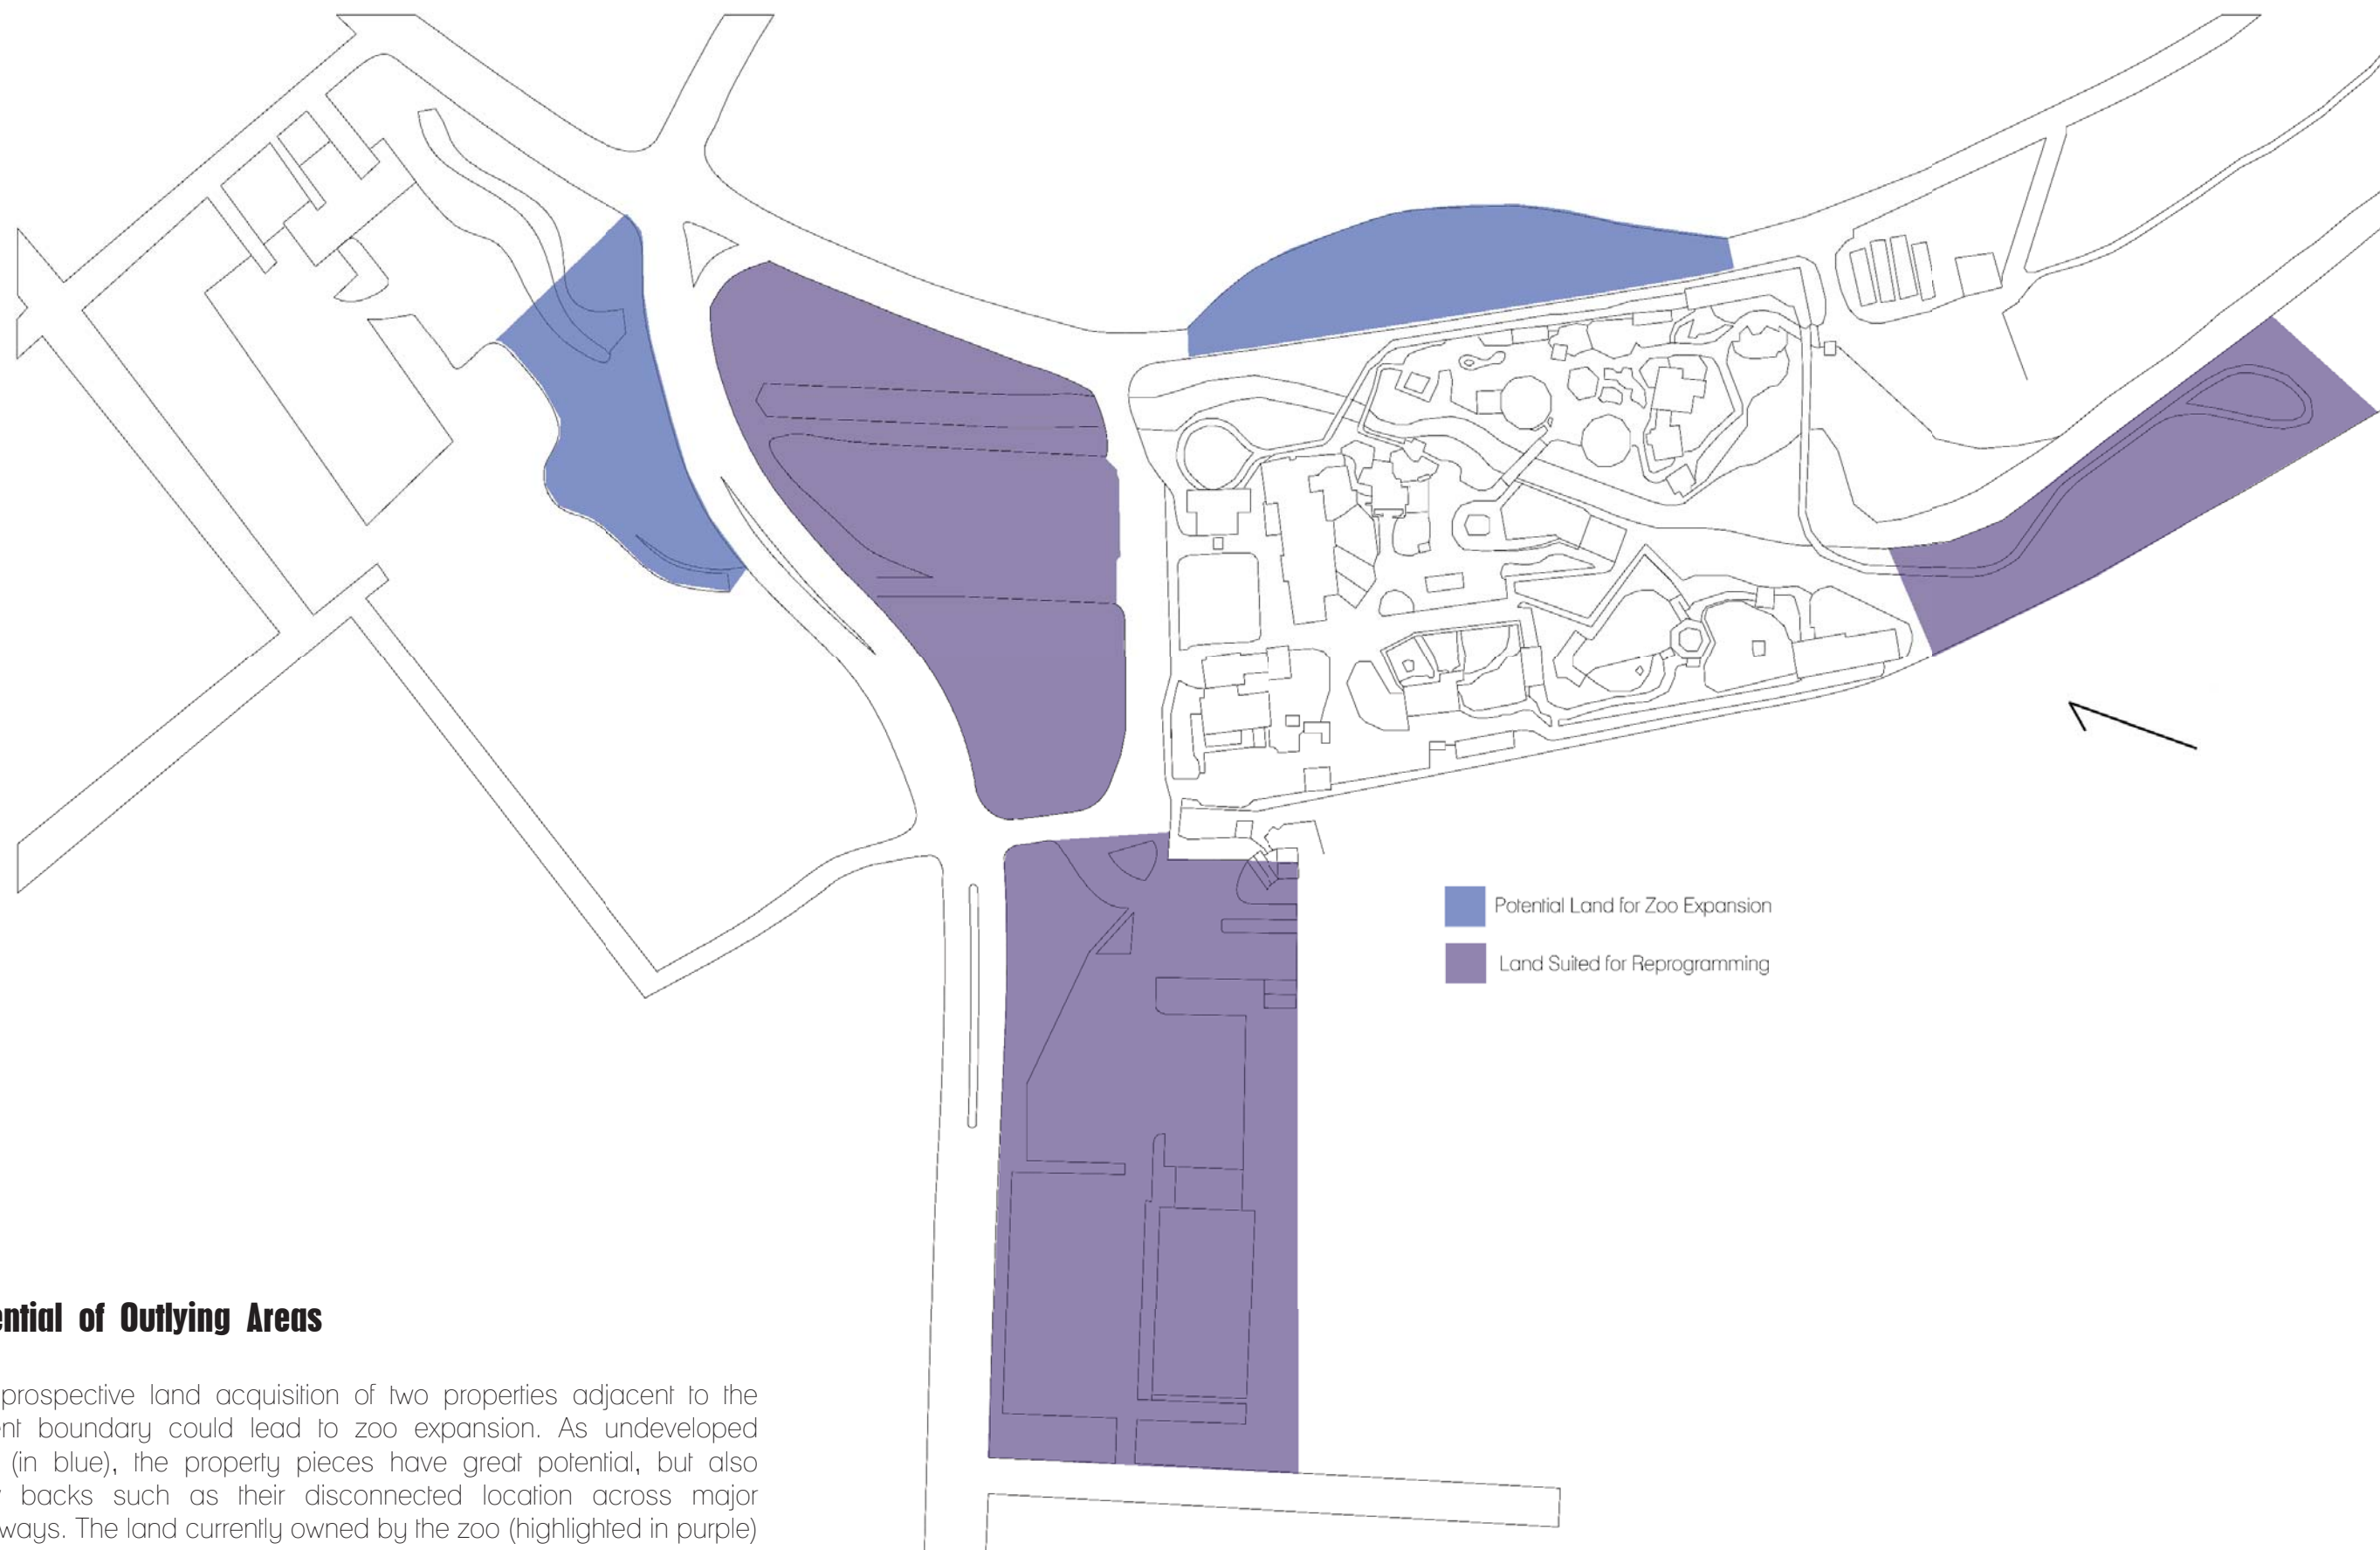 Potential Land for Zoo Expansion
Land Suited for Reprogramming
ential of Outlying Areas
prospective land acquisition of two properties adjacent to the
nt boundary could lead to zoo expansion. As undeveloped
(in blue), the property pieces have great potential, but also
backs such as their disconnected location across major
ways. The land currently owned by the zoo (highlighted in purple)